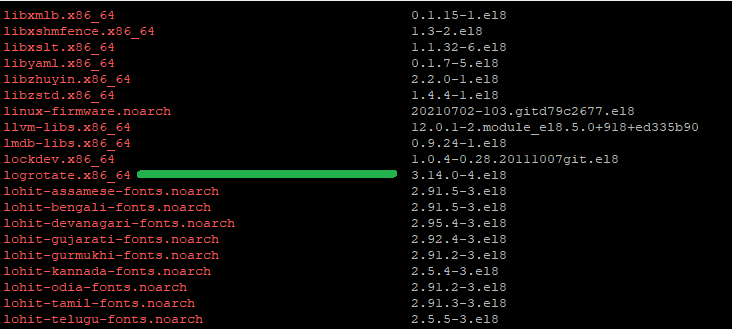 libxmlb.x86_64 0.1.15-1.el8
libxshmfence.x86_64 1.3-2.el8
libxslt.x86_64 1.1.32-6.el8
libyaml.x86_64 0.1.7-5.el8
libzhuyin.x86_64 2.2.0-1.el8
libzstd.x86_64 1.4.4-1.el8
linux-firmware.noarch 20210702-103.gitd79c2677.el8
llvm-libs.x86_64 12.0.1-2.module_el8.5.0+918+ed335b90
lmdb-libs.x86_64 0.9.24-1.el8
lockdev.x86_64 1.0.4-0.28.20111007git.el8
logrotate.x86_64 3.14.0-4.el8
lohit-assamese-fonts.noarch 2.91.5-3.el8
lohit-bengali-fonts.noarch 2.91.5-3.el8
lohit-devanagari-fonts.noarch 2.95.4-3.el8
lohit-gujarati-fonts.noarch 2.92.4-3.el8
lohit-gurmukhi-fonts.noarch 2.91.2-3.el8
lohit-kannada-fonts.noarch 2.5.4-3.el8
lohit-odia-fonts.noarch 2.91.2-3.el8
lohit-tamil-fonts.noarch 2.91.3-3.el8
lohit-telugu-fonts.noarch 2.5.5-3.el8